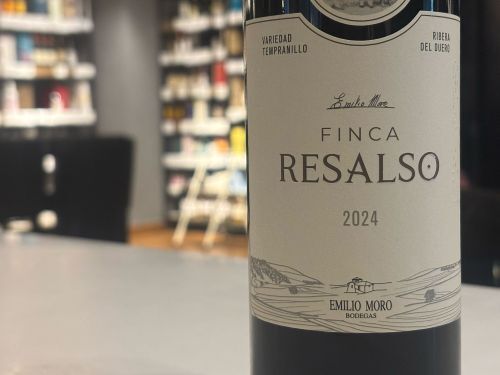 VARIEDAD
TEMPRANILLO
RIBERA
DEL DUERO
Emilio Moro
FINCA
RESALSO
2024
EMILIO MORO
BODEGAS